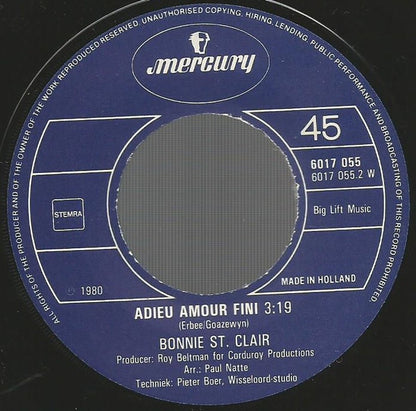 UNAUTHORISED COPYING, HIRING, LENDING, PUBLIC PERFORMANCE AND BROADCASTING OF THIS RECORD PROHIBITED
ALL RIGHTS OF THE PRODUCER AND OF THE OWNER OF THE WORK REPRODUCED RESERVED
mercury
45
6017 055
6017 055.2 W
STEMRA
Big Lift Music
℗ 1980
MADE IN HOLLAND
ADIEU AMOUR FINI 3:19
(Erbee/Goazewyn)
BONNIE ST. CLAIR
Producer: Roy Beltman for Corduroy Productions
Arr.: Paul Natte
Techniek: Pieter Boer, Wisseloord-studio